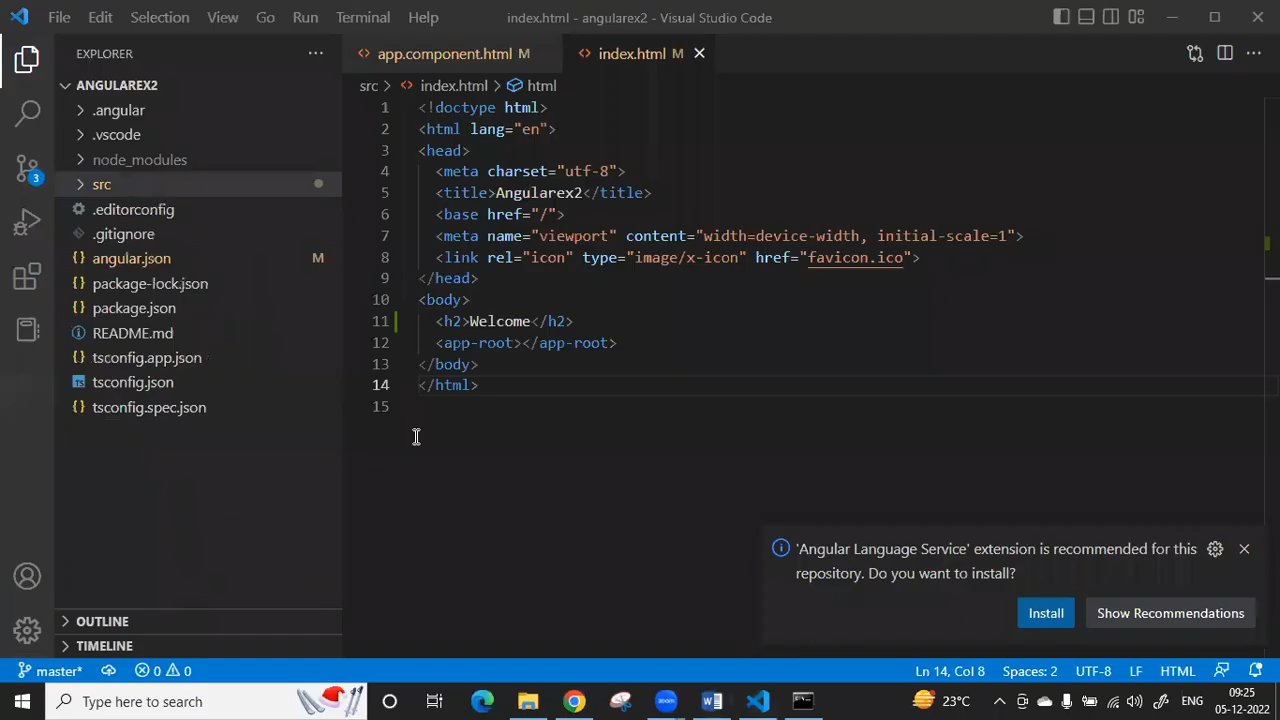 File Edit Selection View Go Run Terminal Help
index.html - angularex2 - Visual Studio Code
EXPLORER
ANGULAREX2
.angular
.vscode
node_modules
src
.editorconfig
.gitignore
angular.json M
package-lock.json
package.json
README.md
tsconfig.app.json
tsconfig.json
tsconfig.spec.json
OUTLINE
TIMELINE
app.component.html M
index.html M
src > index.html > html
1 <!doctype html>
2 <html lang="en">
3 <head>
4 <meta charset="utf-8">
5 <title>Angularex2</title>
6 <base href="/">
7 <meta name="viewport" content="width=device-width, initial-scale=1">
8 <link rel="icon" type="image/x-icon" href="favicon.ico">
9 </head>
10 <body>
11 <h2>Welcome</h2>
12 <app-root></app-root>
13 </body>
14 </html>
15
'Angular Language Service' extension is recommended for this
repository. Do you want to install?
Install Show Recommendations
3
master* 0 0
Ln 14, Col 8 Spaces: 2 UTF-8 LF HTML
Type here to search
zoom
23°C
ENG
09:25
05-12-2022